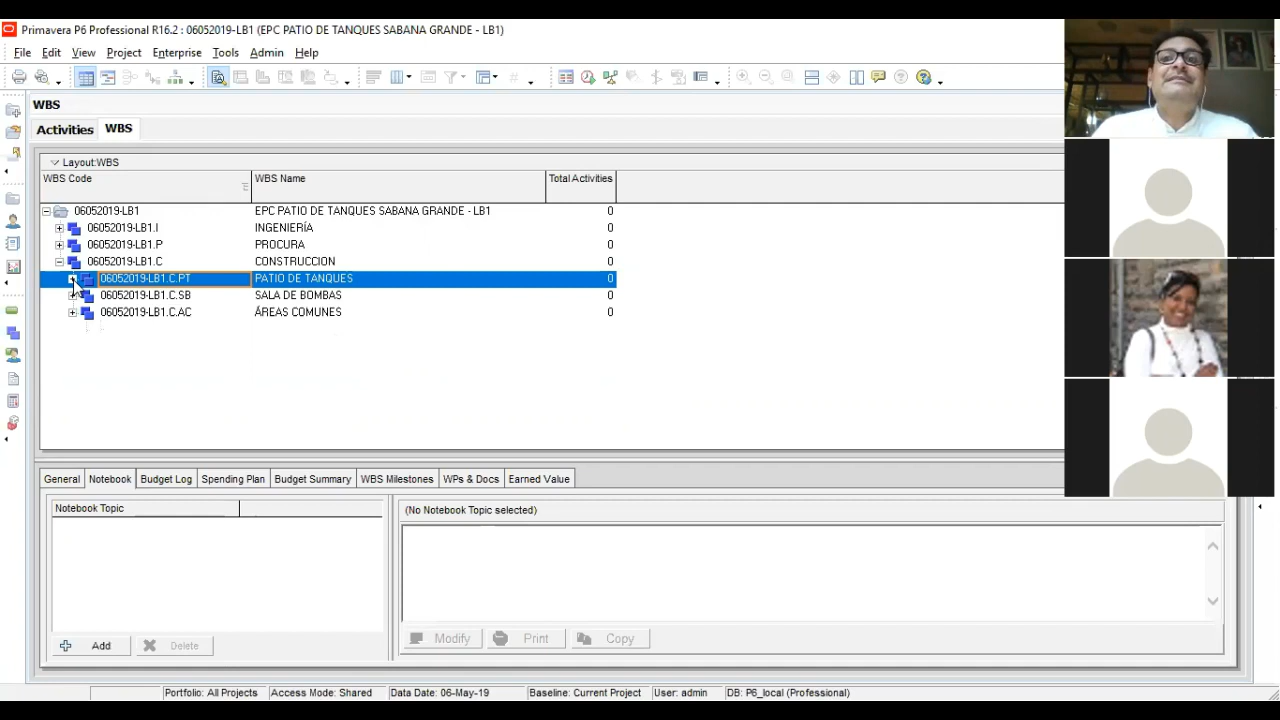 Primavera P6 Professional R16.2 : 06052019-LB1 (EPC PATIO DE TANQUES SABANA GRANDE - LB1)
File Edit View Project Enterprise Tools Admin Help
WBS
Activities WBS
Layout:WBS
WBS Code WBS Name Total Activities
06052019-LB1 EPC PATIO DE TANQUES SABANA GRANDE - LB1 0
06052019-LB1.I INGENIERÍA 0
06052019-LB1.P PROCURA 0
06052019-LB1.C CONSTRUCCION 0
06052019-LB1.C.PT PATIO DE TANQUES 0
06052019-LB1.C.SB SALA DE BOMBAS 0
06052019-LB1.C.AC ÁREAS COMUNES 0
General Notebook Budget Log Spending Plan Budget Summary WBS Milestones WPs & Docs Earned Value
Notebook Topic
(No Notebook Topic selected)
Add Delete
Modify Print Copy
Portfolio: All Projects Access Mode: Shared Data Date: 06-May-19 Baseline: Current Project User: admin DB: P6_local (Professional)